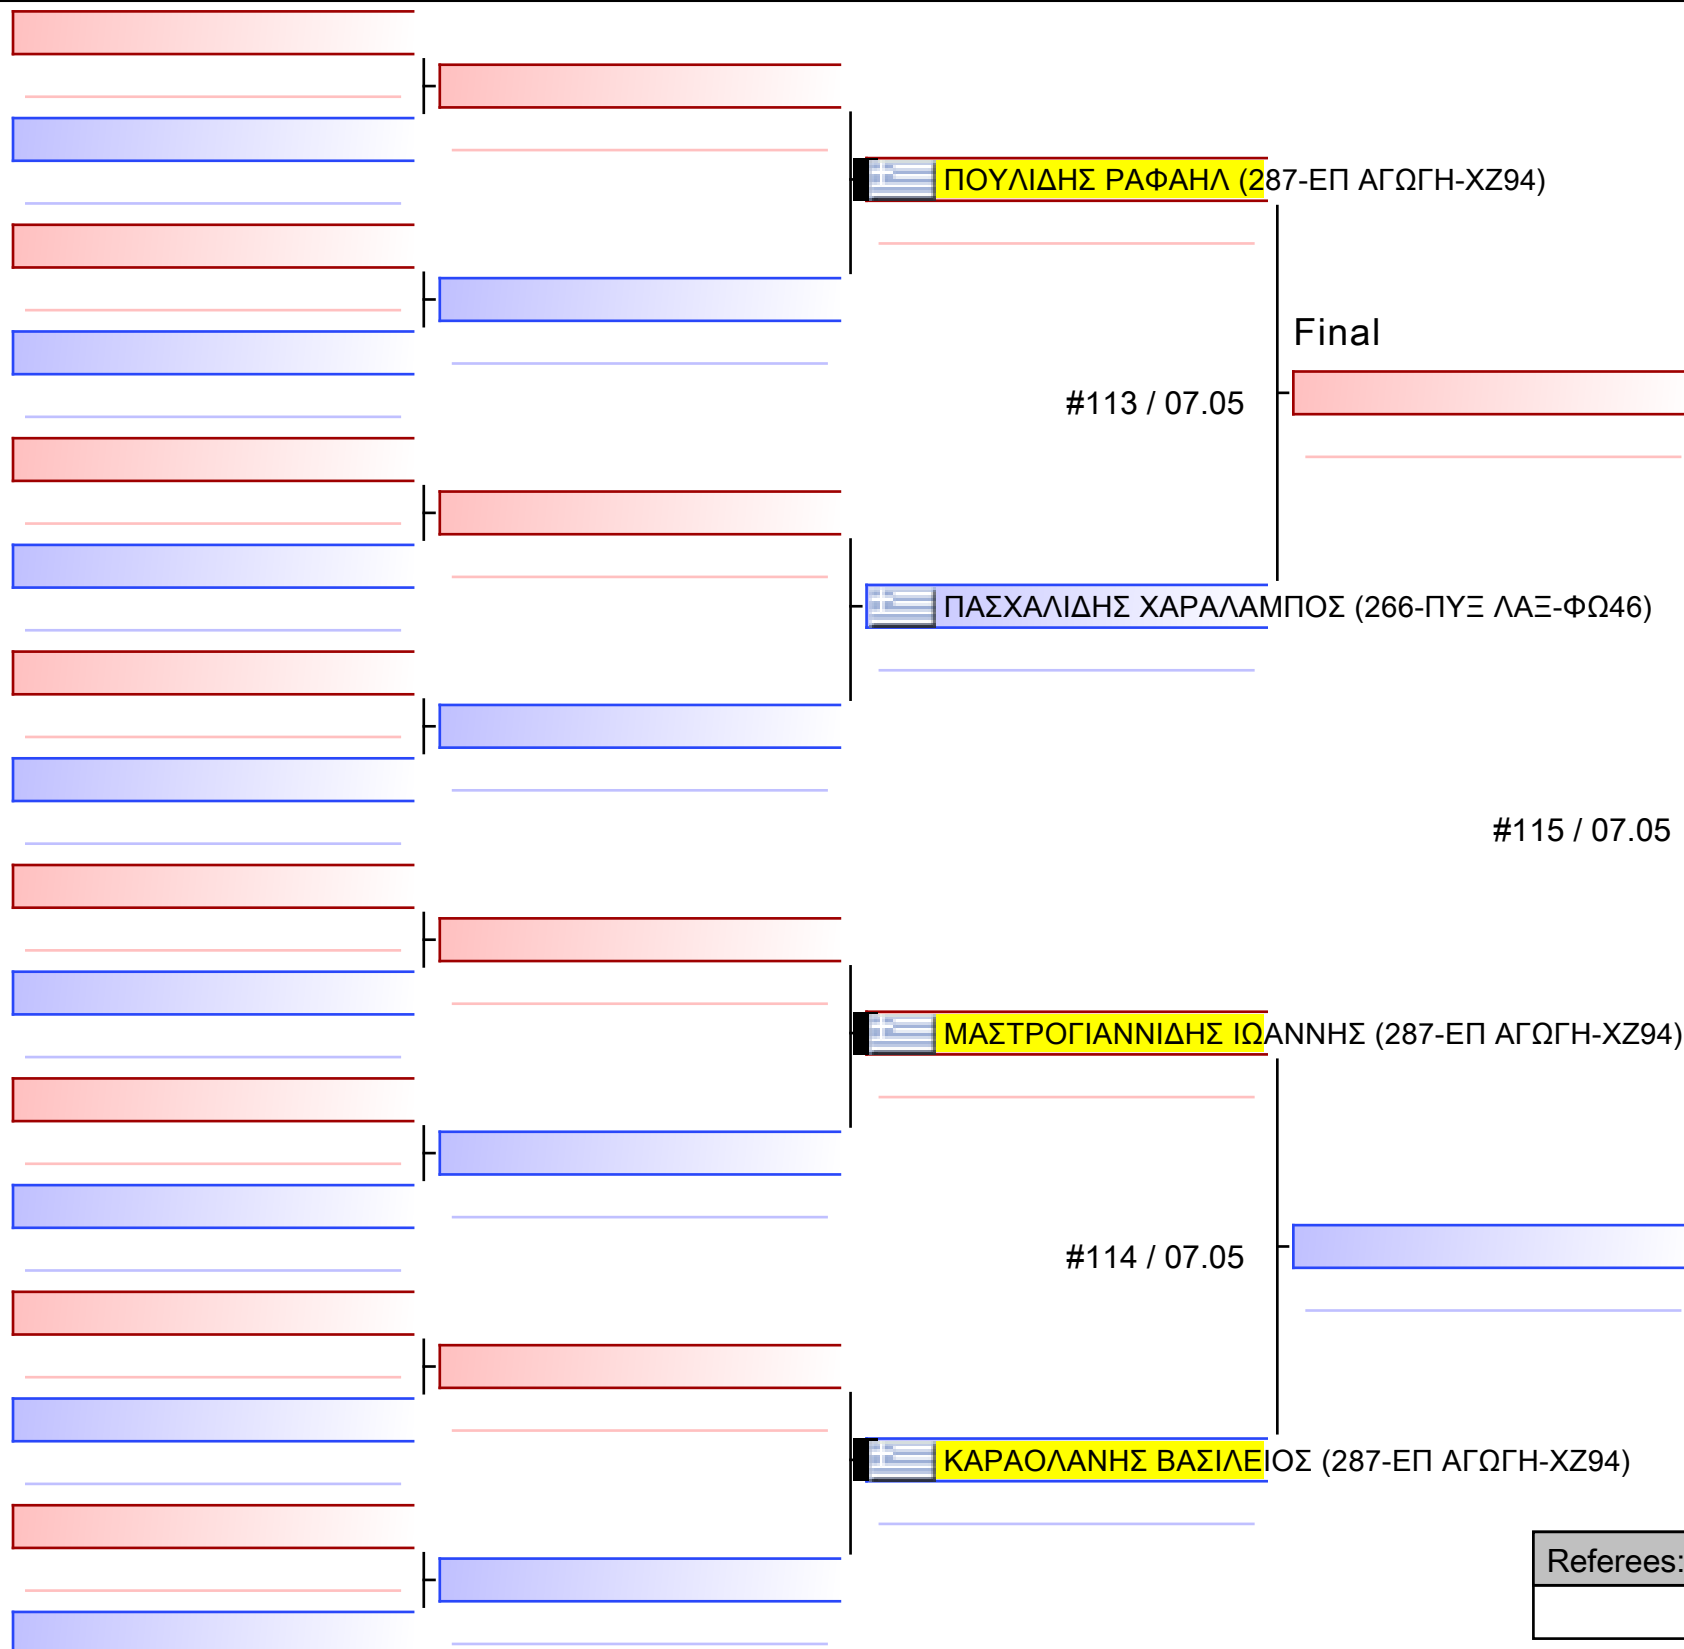 ΠΟΥΛΙΔΗΣ ΡΑΦΑΗΛ (287-ΕΠ ΑΓΩΓΗ-ΧΖ94)
Final
#113 / 07.05
ΠΑΣΧΑΛΙΔΗΣ ΧΑΡΑΛΑΜΠΟΣ (266-ΠΥΞ ΛΑΞ-ΦΩ46)
#115 / 07.05
ΜΑΣΤΡΟΓΙΑΝΝΙΔΗΣ ΙΩΑΝΝΗΣ (287-ΕΠ ΑΓΩΓΗ-ΧΖ94)
#114 / 07.05
ΚΑΡΑΟΛΑΝΗΣ ΒΑΣΙΛΕΙΟΣ (287-ΕΠ ΑΓΩΓΗ-ΧΖ94)
Referees: